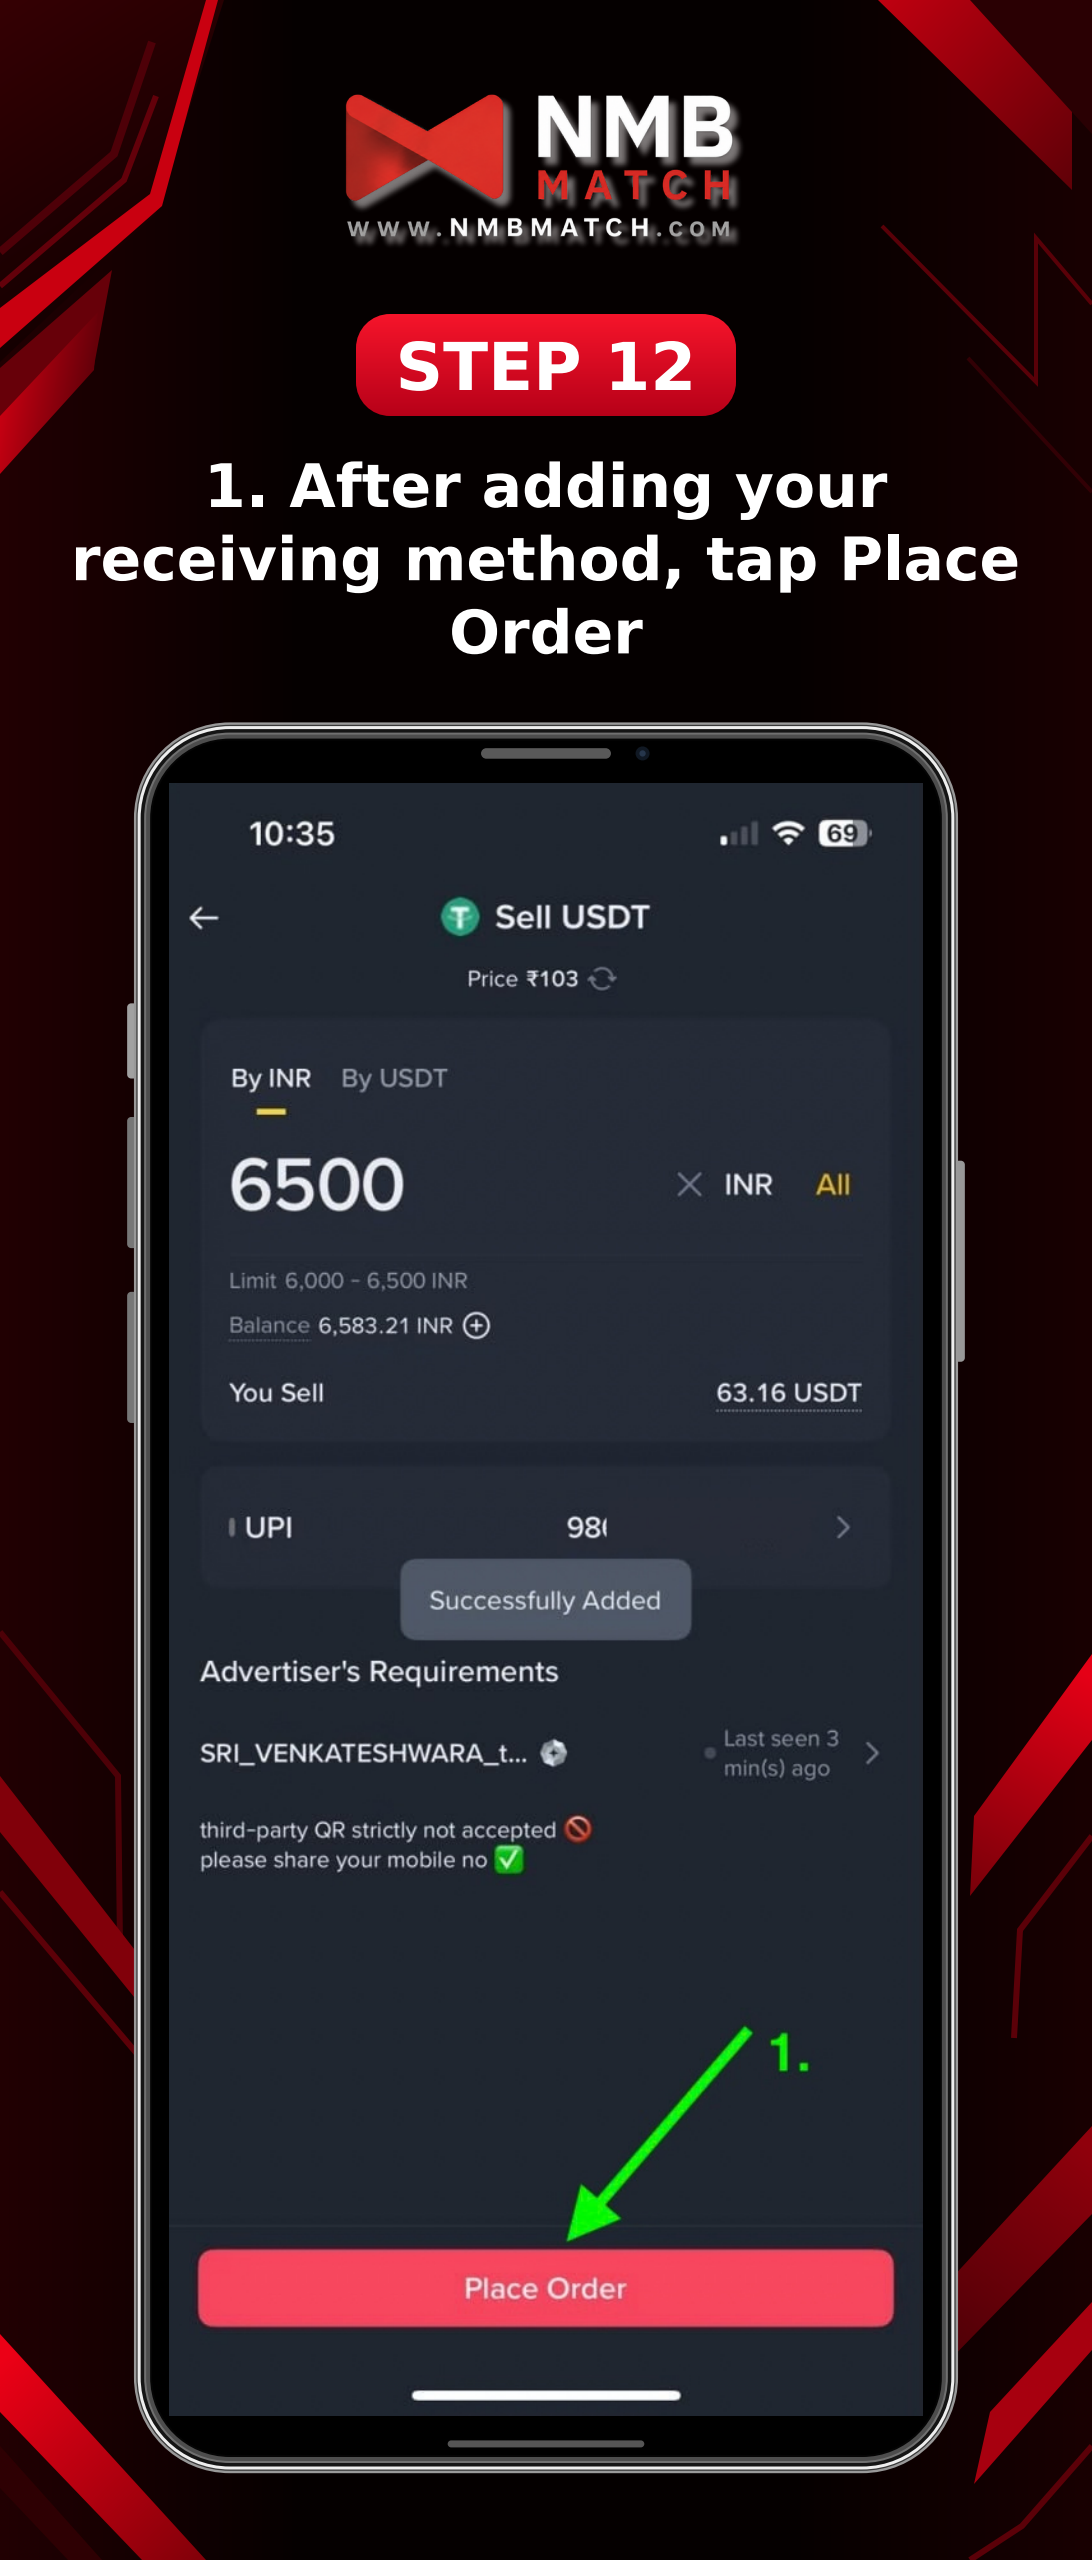 NMB
MATCH
WWW.NMBMATCH.COM
STEP 12
1. After adding your
receiving method, tap Place
Order
10:35
69
Sell USDT
Price ₹103
By INR By USDT
6500 INR All
Limit 6,000 - 6,500 INR
Balance 6,583.21 INR
You Sell 63.16 USDT
UPI 98
Successfully Added
Advertiser's Requirements
SRI_VENKATESHWARA_t...
Last seen 3
min(s) ago
third-party QR strictly not accepted 🚫
please share your mobile no ✅
1.
Place Order